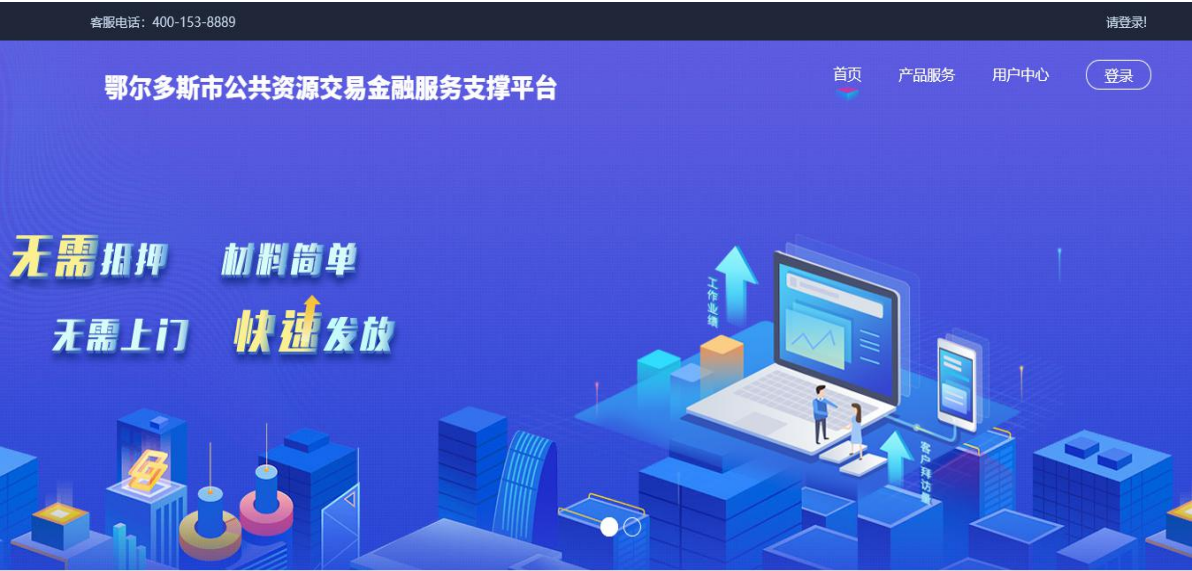 客服电话：400-153-8889
请登录!
鄂尔多斯市公共资源交易金融服务支撑平台
首页
产品服务
用户中心
登录
无需抵押 材料简单
无需上门 快速发放
工作业绩
客户拜访量